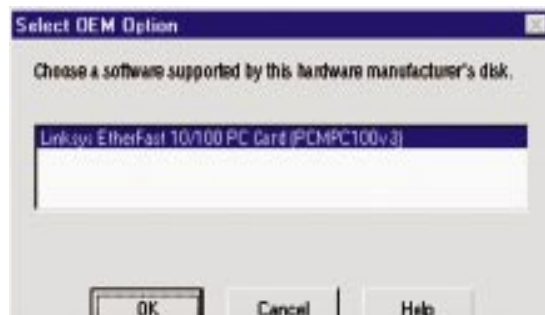 Select OEM Option
Choose a software supported by this hardware manufacturer's disk.
Linksys EtherFast 10/100 PC Card (PCMPC100v3)
OK Cancel Help